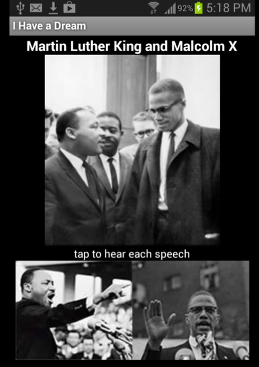 92% 5:18 PM
I Have a Dream
Martin Luther King and Malcolm X
tap to hear each speech